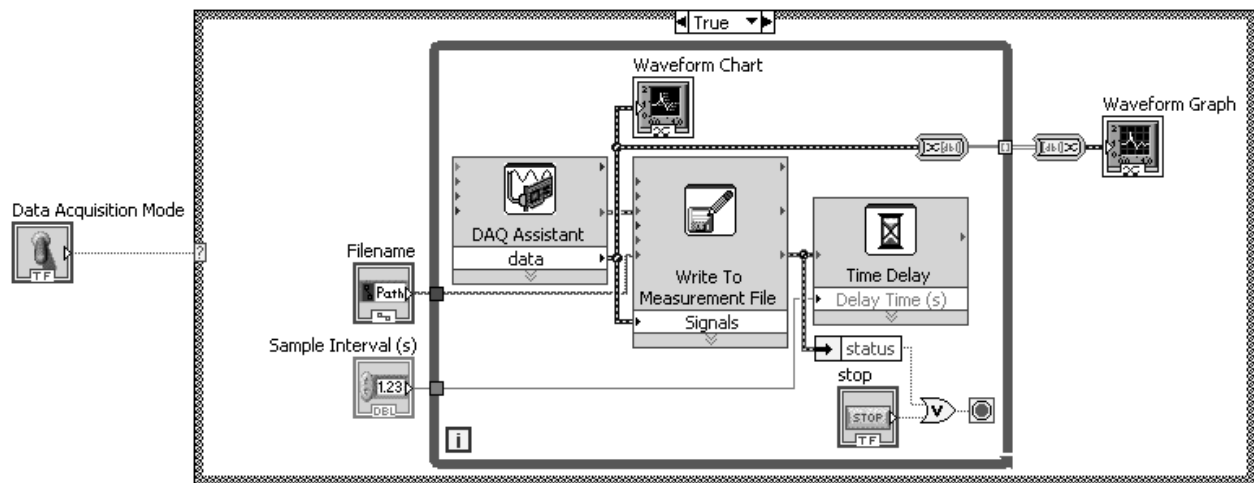 True
Waveform Chart
Waveform Graph
Data Acquisition Mode
TF
?
DAQ Assistant
data
Filename
Path
Write To
Measurement File
Signals
Time Delay
Delay Time (s)
Sample Interval (s)
1.23
DBL
status
stop
STOP
TF
V
i